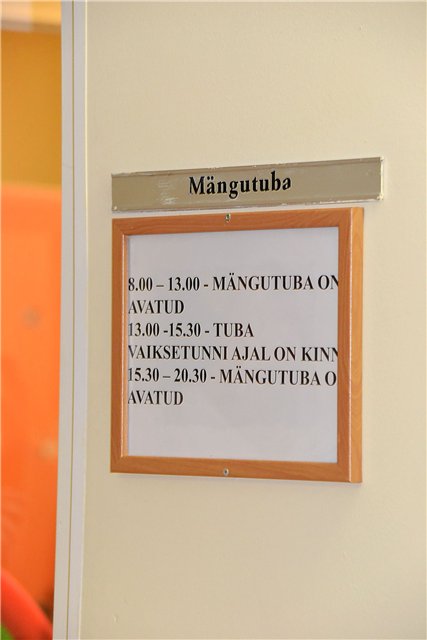 Mängutuba
8.00 – 13.00 - MÄNGUTUBA ON
AVATUD
13.00 -15.30 - TUBA
VAIKSETUNNI AJAL ON KINN
15.30 – 20.30 - MÄNGUTUBA O
AVATUD